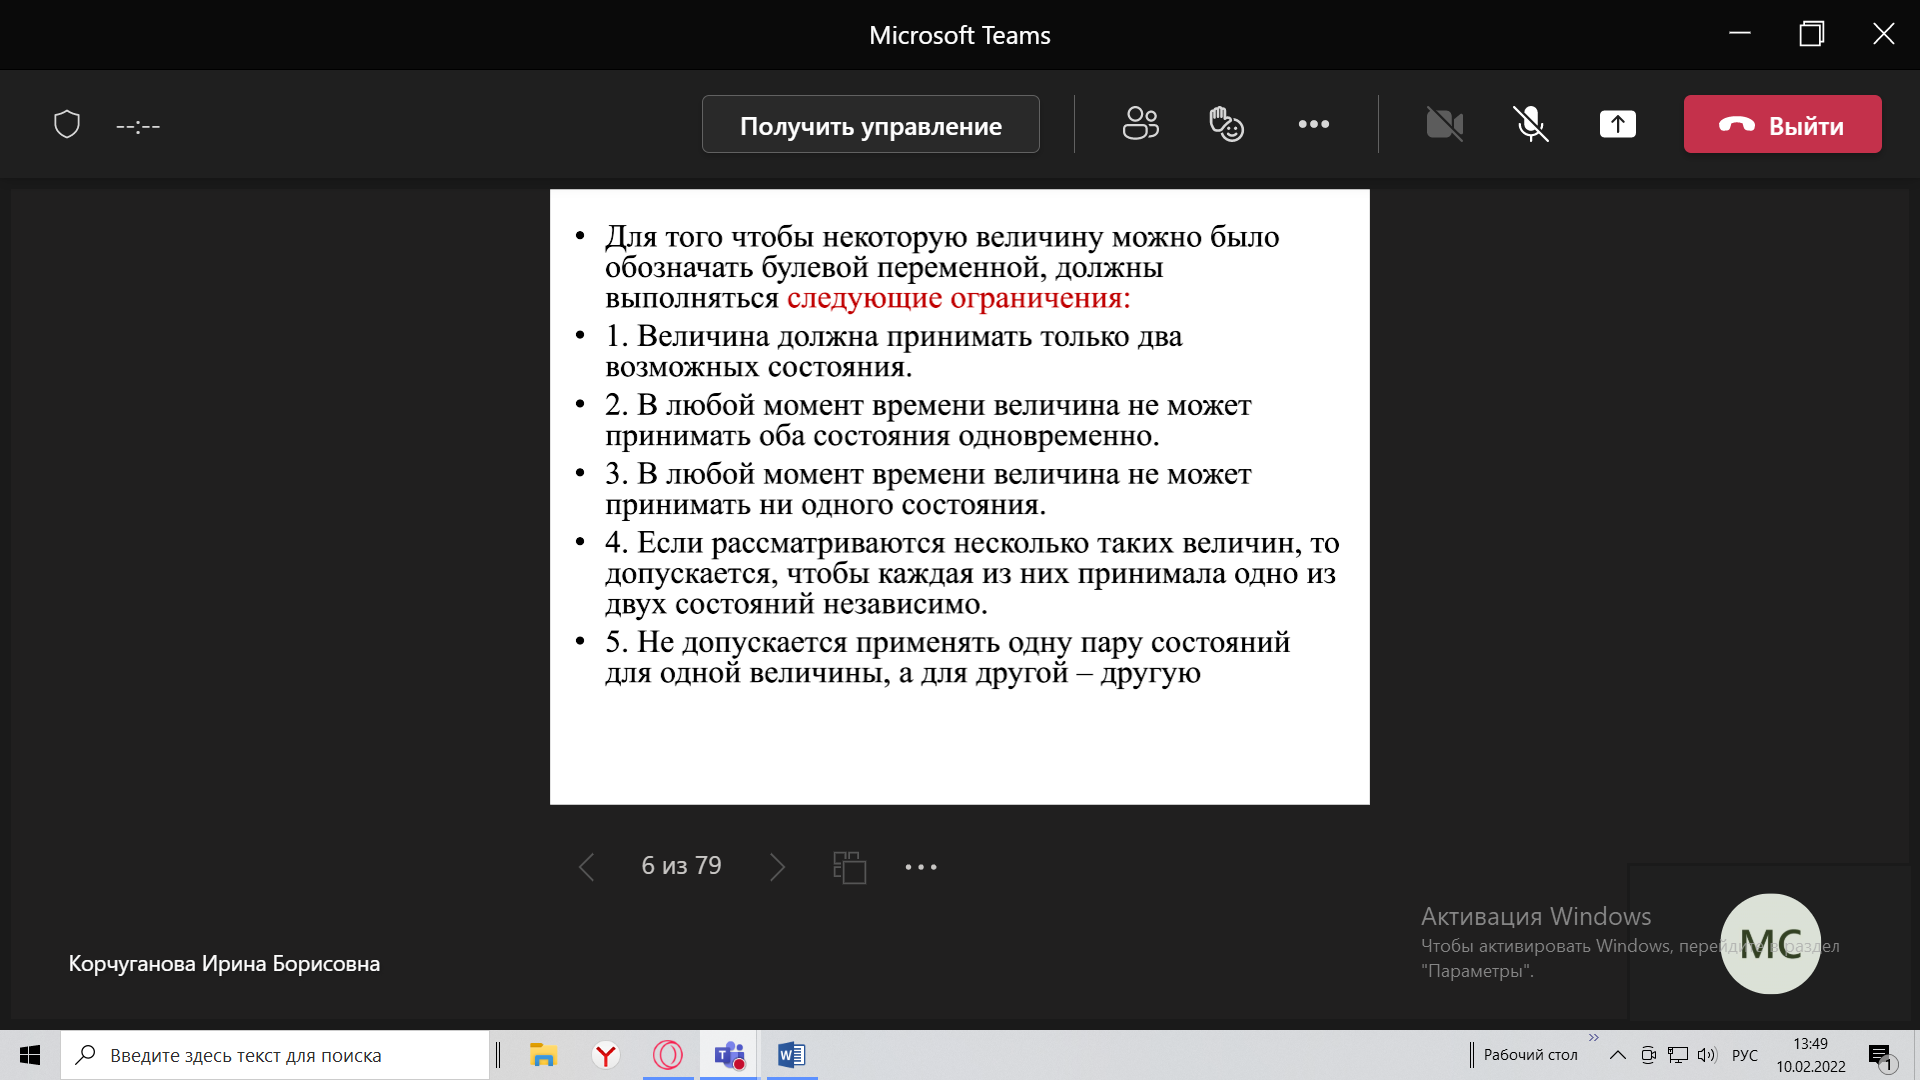 Microsoft Teams
--:--
Получить управление
Выйти
• Для того чтобы некоторую величину можно было
обозначать булевой переменной, должны
выполняться следующие ограничения:
• 1. Величина должна принимать только два
возможных состояния.
• 2. В любой момент времени величина не может
принимать оба состояния одновременно.
• 3. В любой момент времени величина не может
принимать ни одного состояния.
• 4. Если рассматриваются несколько таких величин, то
допускается, чтобы каждая из них принимала одно из
двух состояний независимо.
• 5. Не допускается применять одну пару состояний
для одной величины, а для другой – другую
6 из 79
Активация Windows
Чтобы активировать Windows, перейдите в раздел
"Параметры".
МС
Корчуганова Ирина Борисовна
Введите здесь текст для поиска
Рабочий стол
РУС
13:49
10.02.2022
1